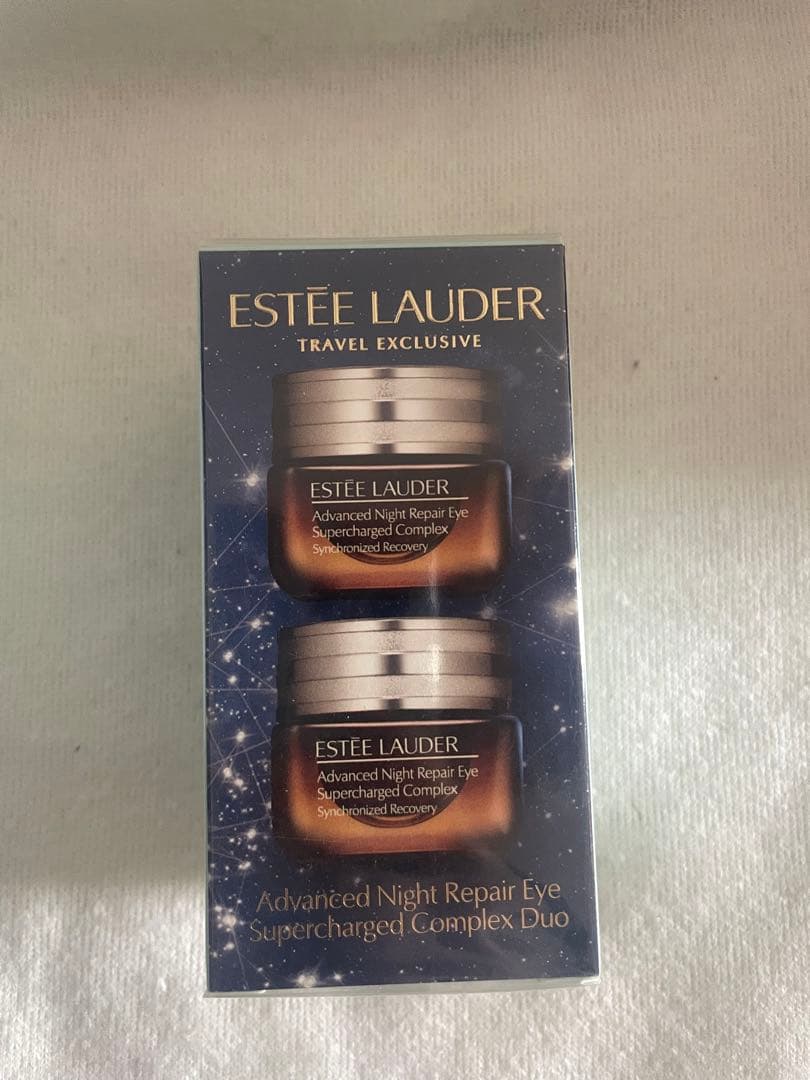 ESTĒE LAUDER
TRAVEL EXCLUSIVE
ESTĒE LAUDER
Advanced Night Repair Eye
Supercharged Complex
Synchronized Recovery
ESTĒE LAUDER
Advanced Night Repair Eye
Supercharged Complex
Synchronized Recovery
Advanced Night Repair Eye
Supercharged Complex Duo